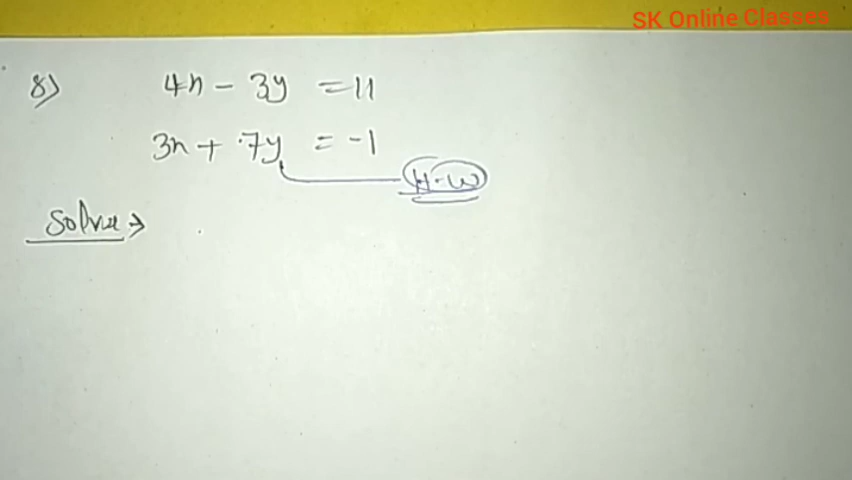 SK Online Classes
8) 4x - 3y = 11
3x + 7y = -1
H.W
Solve →